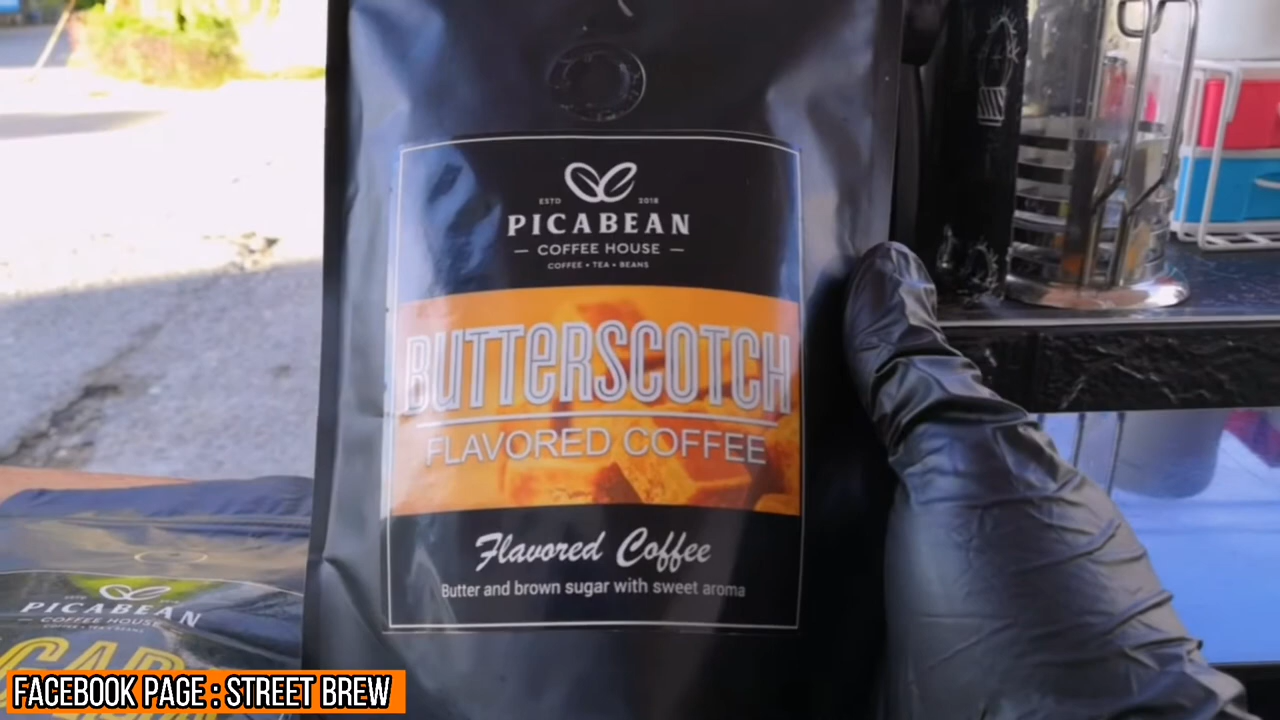 ESTD 2018
PICABEAN
COFFEE HOUSE
COFFEE • TEA • BEANS
BUTTERSCOTCH
FLAVORED COFFEE
Flavored Coffee
Butter and brown sugar with sweet aroma
PICABEAN
COFFEE HOUSE
FACEBOOK PAGE : STREET BREW